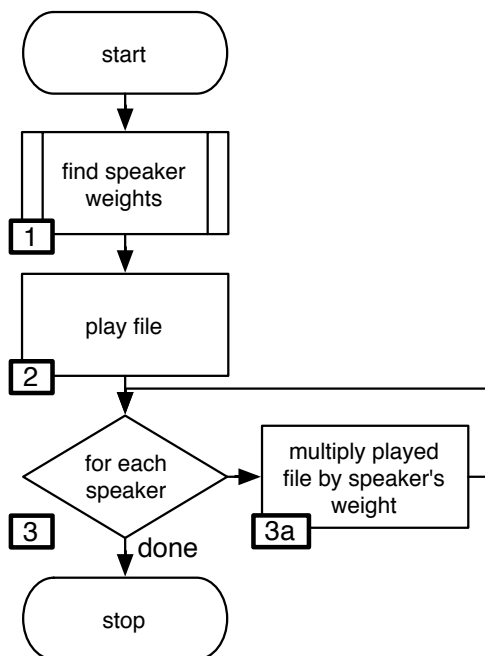 start
find speaker
weights
1
play file
2
for each
speaker
3
multiply played
file by speaker's
weight
3a
done
stop